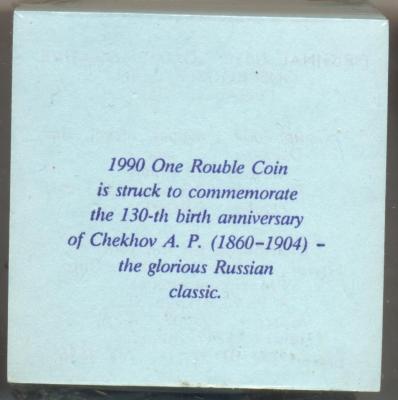 1990 One Rouble Coin
is struck to commemorate
the 130-th birth anniversary
of Chekhov A. P. (1860–1904) –
the glorious Russian
classic.